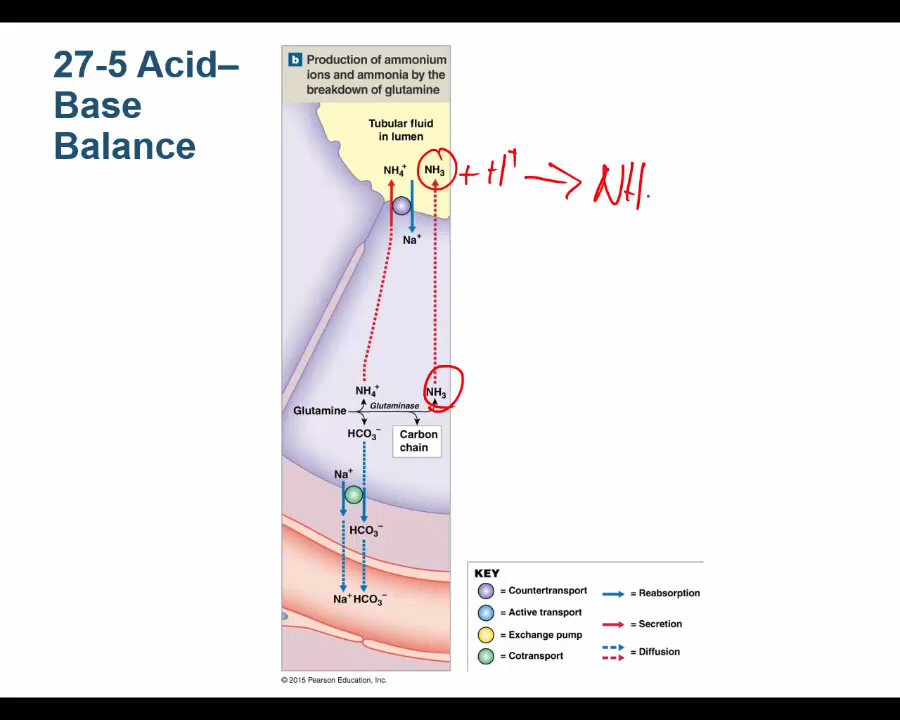 27-5 Acid–
Base
Balance
b Production of ammonium
ions and ammonia by the
breakdown of glutamine
Tubular fluid
in lumen
NH₄⁺ NH₃ + H⁺ → NH
Na⁺
NH₄⁺ NH₃
Glutamine Glutaminase
HCO₃⁻ Carbon
chain
Na⁺
HCO₃⁻
Na⁺ HCO₃⁻
KEY
= Countertransport
= Active transport
= Exchange pump
= Cotransport
= Reabsorption
= Secretion
= Diffusion
© 2015 Pearson Education, Inc.